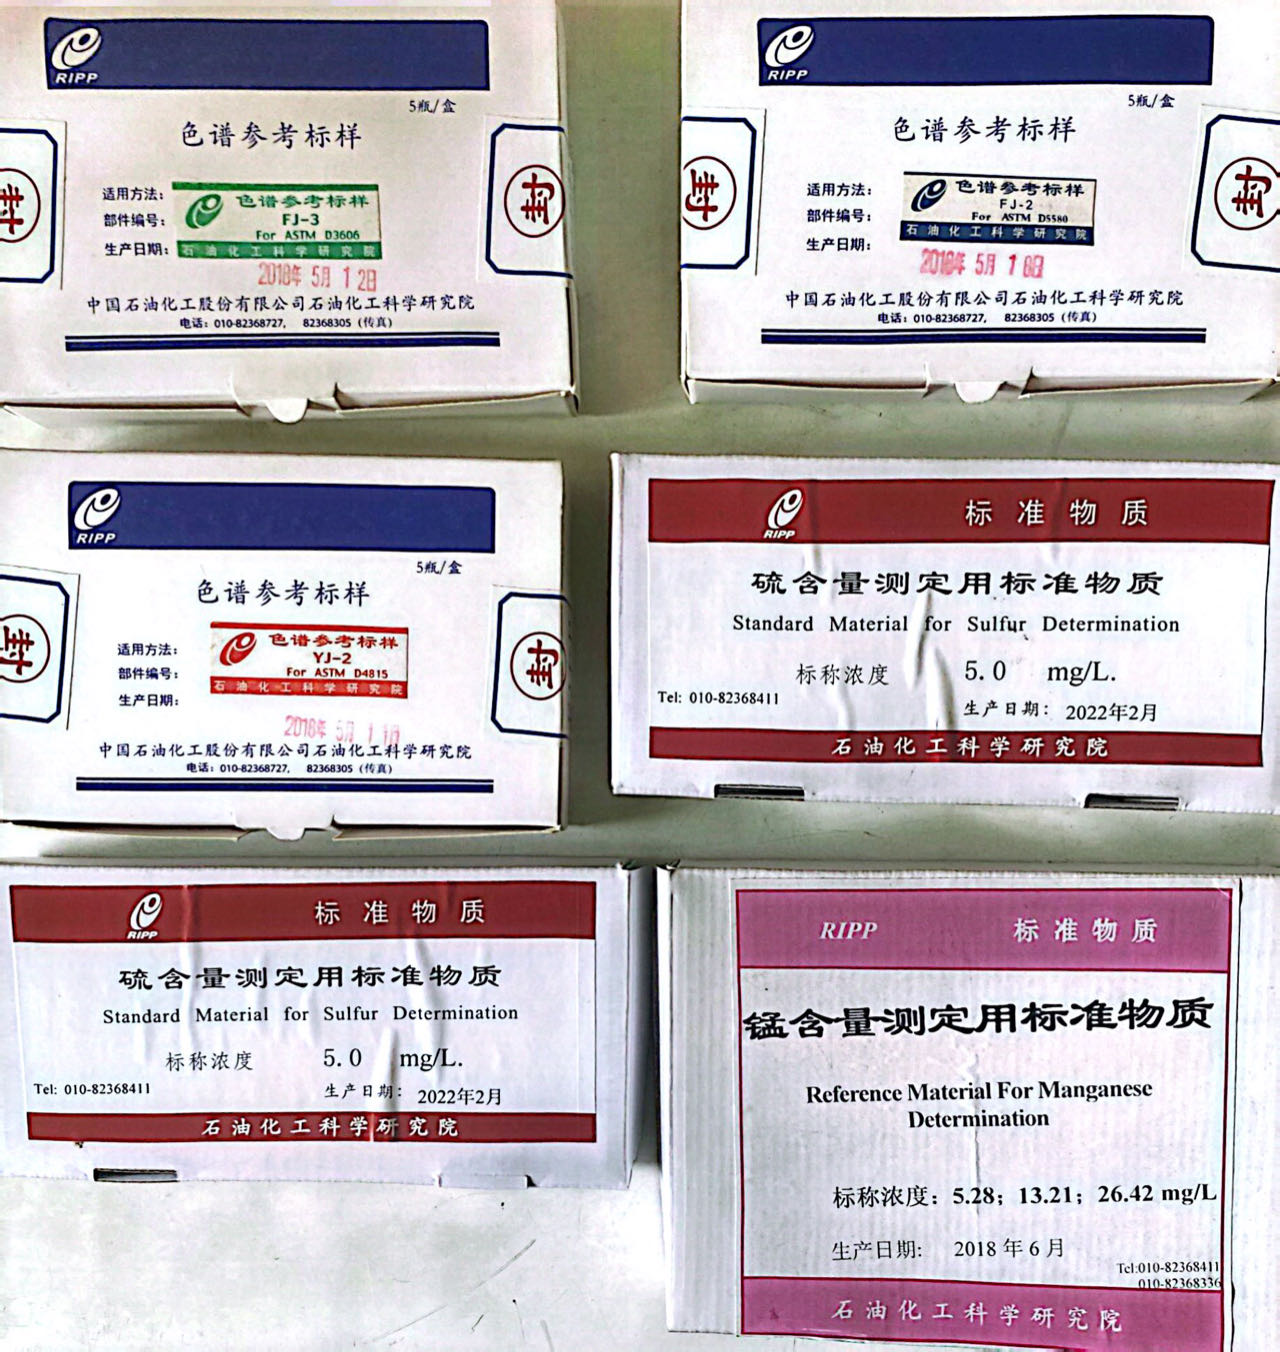 RIPP
5瓶/盒
色谱参考标样
适用方法：
部件编号：
生产日期：
色谱参考标样
FJ-3
For ASTM D3606
石油化工科学研究院
2018年 5月 1 2日
中国石油化工股份有限公司石油化工科学研究院
电话：010-82368727， 82368305（传真）
封
封
RIPP
5瓶/盒
色谱参考标样
适用方法：
部件编号：
生产日期：
色谱参考标样
FJ-2
For ASTM D5580
石油化工科学研究院
2018年 5月 1 8日
中国石油化工股份有限公司石油化工科学研究院
电话：010-82368727， 82368305（传真）
封
封
RIPP
5瓶/盒
色谱参考标样
适用方法：
部件编号：
生产日期：
色谱参考标样
YJ-2
For ASTM D4815
石油化工科学研究院
2018年 5月
中国石油化工股份有限公司石油化工科学研究院
电话：010-82368727， 82368305（传真）
封
封
RIPP 标准物质
硫含量测定用标准物质
Standard Material for Sulfur Determination
标称浓度 5.0 mg/L.
Tel: 010-82368411
生产日期： 2022年2月
石油化工科学研究院
RIPP 标准物质
硫含量测定用标准物质
Standard Material for Sulfur Determination
标称浓度 5.0 mg/L.
Tel: 010-82368411
生产日期： 2022年2月
石油化工科学研究院
RIPP 标准物质
锰含量测定用标准物质
Reference Material For Manganese
Determination
标称浓度：5.28；13.21；26.42 mg/L
生产日期: 2018 年 6 月
Tel:010-82368411
010-82368336
石油化工科学研究院